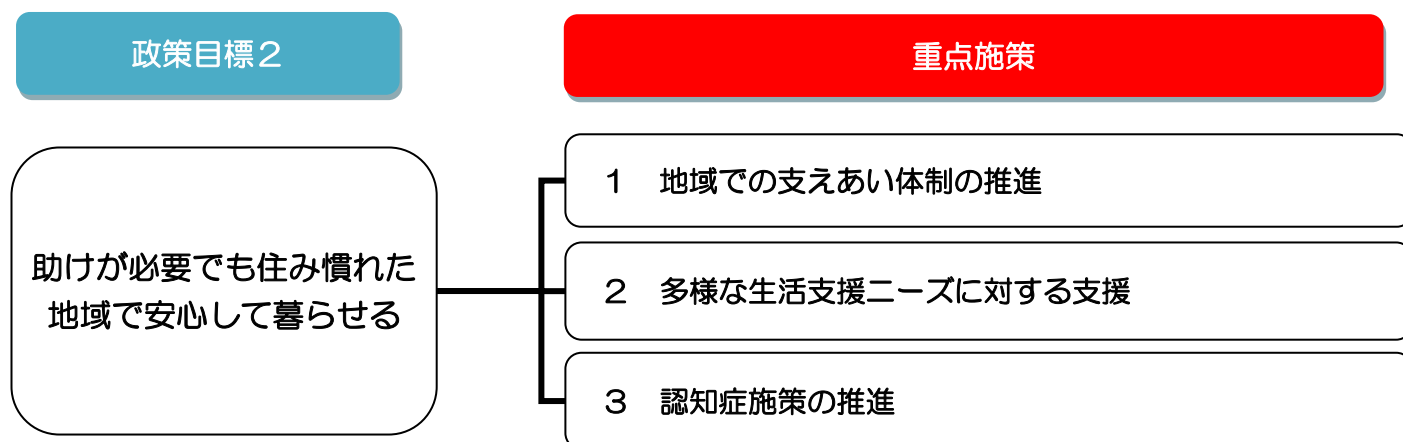 政策目標２
重点施策
助けが必要でも住み慣れた
地域で安心して暮らせる
１　地域での支えあい体制の推進
２　多様な生活支援ニーズに対する支援
３　認知症施策の推進